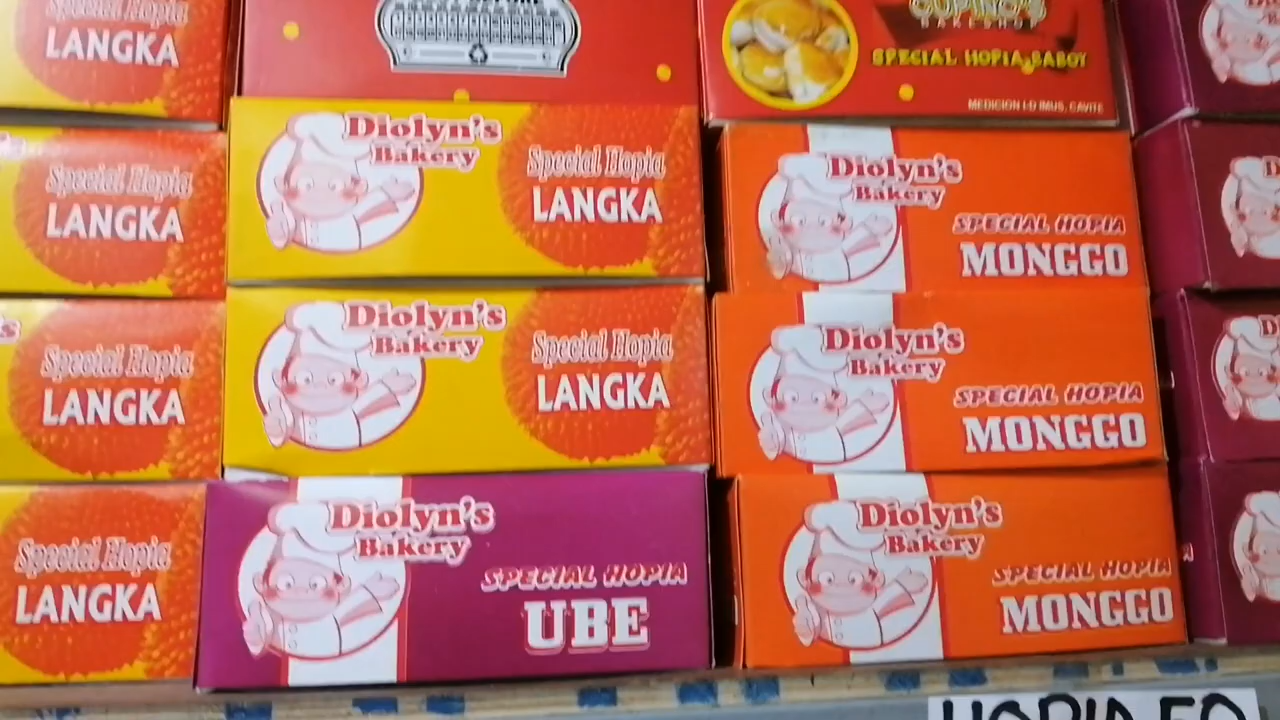 LANGKA
SPECIAL HOPIA BABOY
MEDICION I-D IMUS, CAVITE
Special Hopia
LANGKA
Diolyn's
Bakery
Special Hopia
LANGKA
Diolyn's
Bakery
SPECIAL HOPIA
MONGGO
Special Hopia
LANGKA
Diolyn's
Bakery
Special Hopia
LANGKA
Diolyn's
Bakery
SPECIAL HOPIA
MONGGO
Special Hopia
LANGKA
Diolyn's
Bakery
SPECIAL HOPIA
UBE
Diolyn's
Bakery
SPECIAL HOPIA
MONGGO